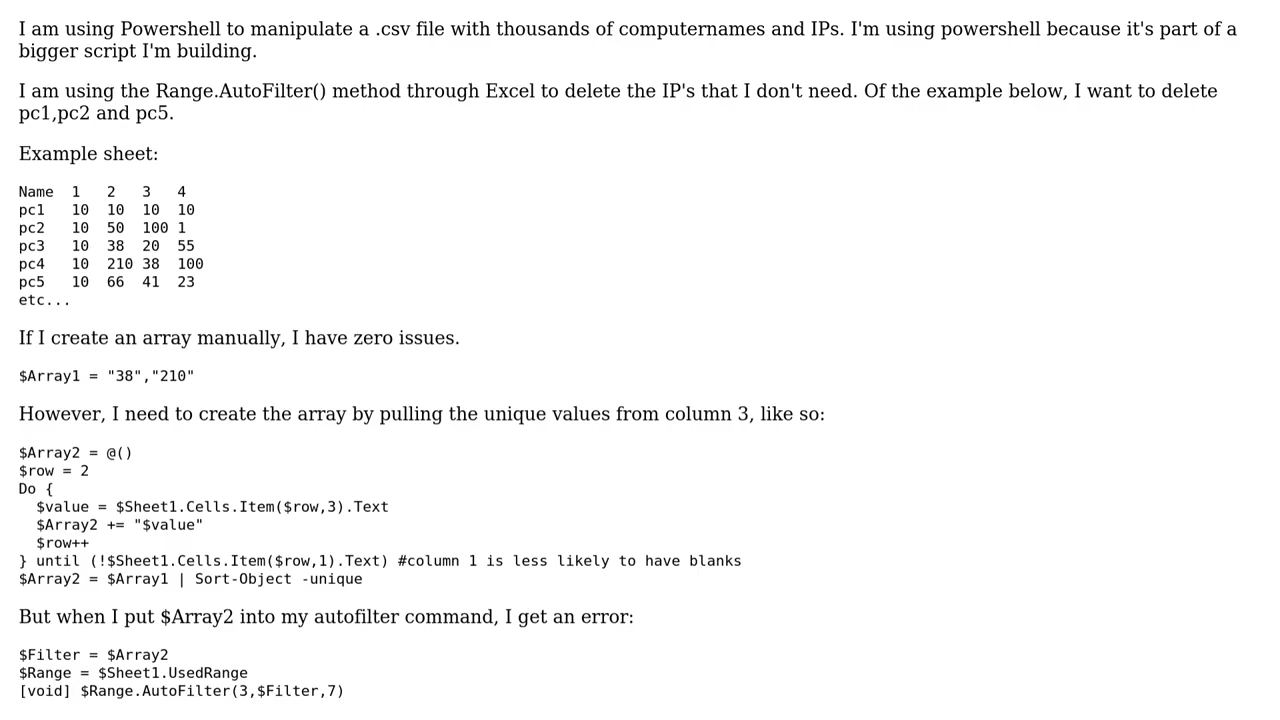 I am using Powershell to manipulate a .csv file with thousands of computernames and IPs. I'm using powershell because it's part of a
bigger script I'm building.
I am using the Range.AutoFilter() method through Excel to delete the IP's that I don't need. Of the example below, I want to delete
pc1,pc2 and pc5.
Example sheet:
Name  1   2   3   4
pc1   10  10  10  10
pc2   10  50  100 1
pc3   10  38  20  55
pc4   10  210 38  100
pc5   10  66  41  23
etc...
If I create an array manually, I have zero issues.
$Array1 = "38","210"
However, I need to create the array by pulling the unique values from column 3, like so:
$Array2 = @()
$row = 2
Do {
  $value = $Sheet1.Cells.Item($row,3).Text
  $Array2 += "$value"
  $row++
} until (!$Sheet1.Cells.Item($row,1).Text) #column 1 is less likely to have blanks
$Array2 = $Array1 | Sort-Object -unique
But when I put $Array2 into my autofilter command, I get an error:
$Filter = $Array2
$Range = $Sheet1.UsedRange
[void] $Range.AutoFilter(3,$Filter,7)